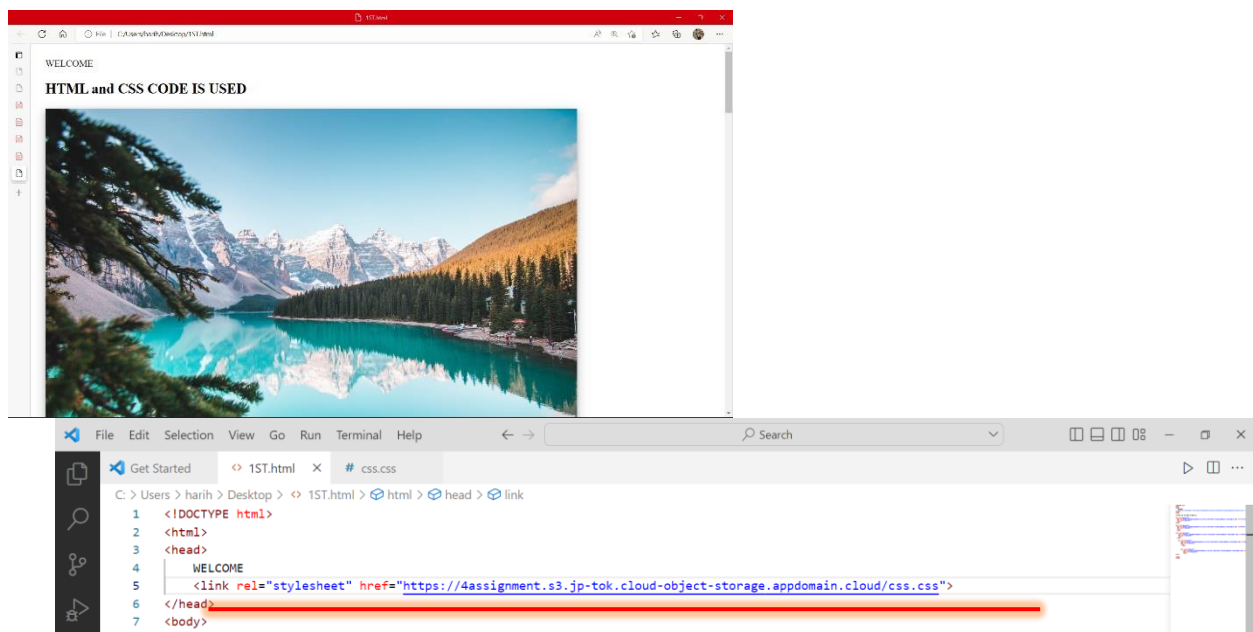 1ST.html
File | C:/Users/harih/Desktop/1ST.html
WELCOME
HTML and CSS CODE IS USED
File Edit Selection View Go Run Terminal Help Search
Get Started <> 1ST.html # css.css
C: > Users > harih > Desktop > <> 1ST.html > html > head > link
1 <!DOCTYPE html>
2 <html>
3 <head>
4 WELCOME
5 <link rel="stylesheet" href="https://4assignment.s3.jp-tok.cloud-object-storage.appdomain.cloud/css.css">
6 </head>
7 <body>